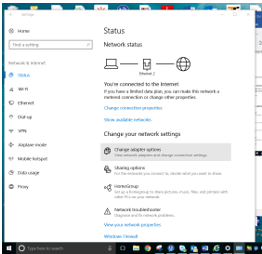 Settings
Home
Find a setting
Network & Internet
Status
Wi-Fi
Ethernet
Dial-up
VPN
Airplane mode
Mobile hotspot
Data usage
Proxy
Status
Network status
Ethernet 2
You're connected to the Internet
If you have a limited data plan, you can make this network a
metered connection or change other properties.
Change connection properties
Show available networks
Change your network settings
Change adapter options
View network adapters and change connection settings.
Sharing options
For the networks you connect to, decide what you want to share.
HomeGroup
Set up a homegroup to share pictures, music, files, and printers with
other PCs on your network.
Network troubleshooter
Diagnose and fix network problems.
View your network properties
Windows Firewall
Type here to search